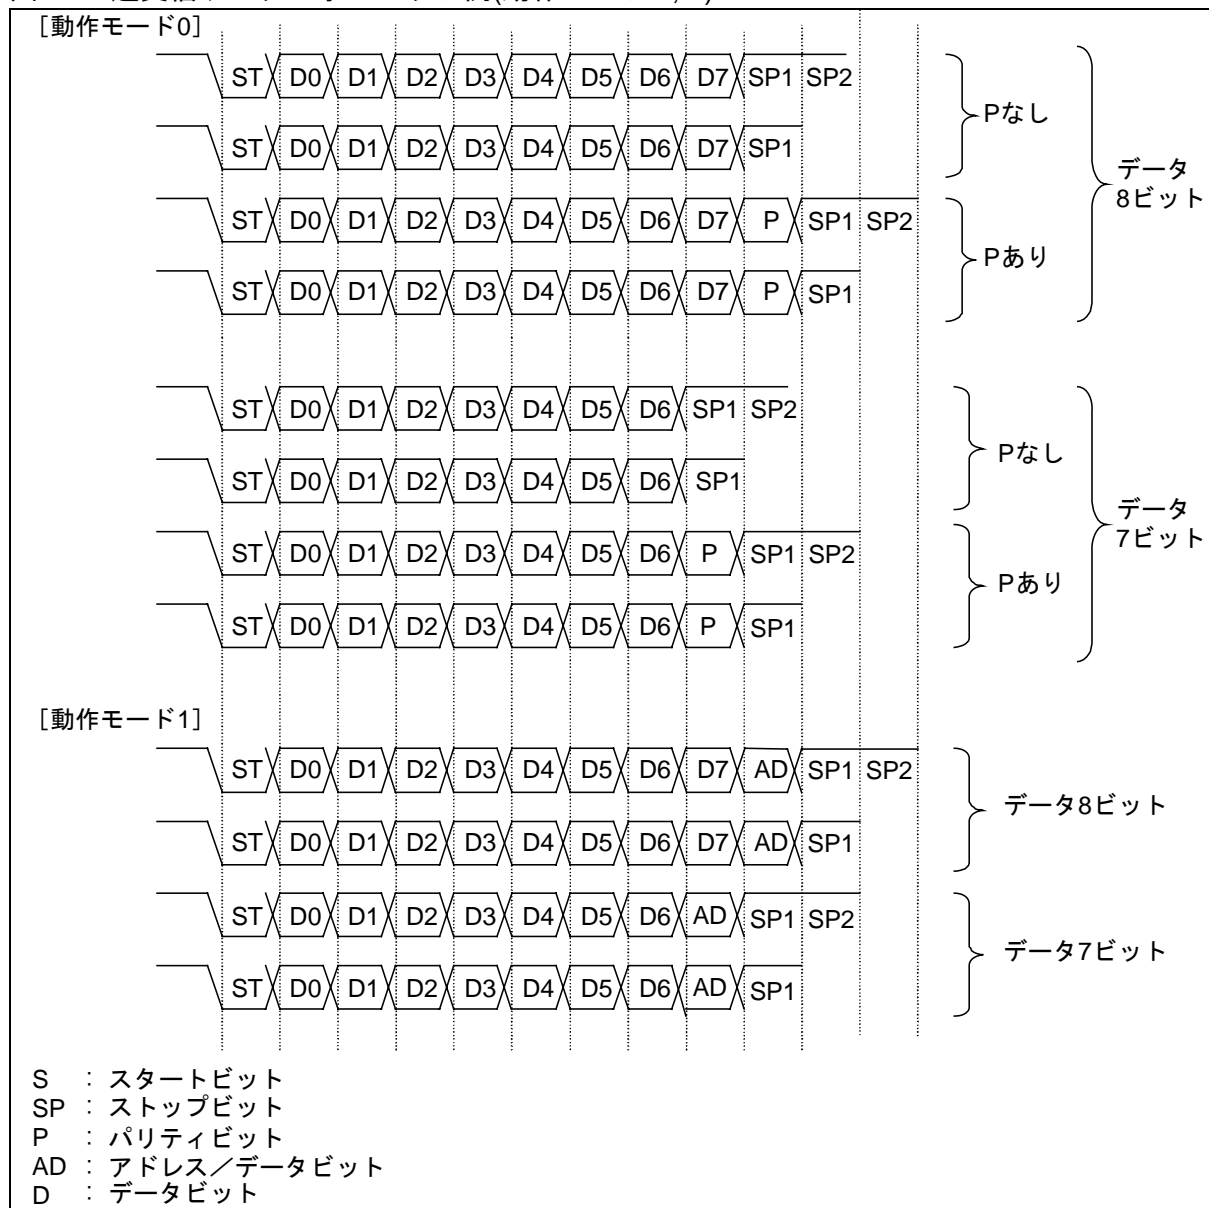 [動作モード0]
ST D0 D1 D2 D3 D4 D5 D6 D7 SP1 SP2
Pなし
ST D0 D1 D2 D3 D4 D5 D6 D7 SP1
データ
8ビット
ST D0 D1 D2 D3 D4 D5 D6 D7 P SP1 SP2
Pあり
ST D0 D1 D2 D3 D4 D5 D6 D7 P SP1
ST D0 D1 D2 D3 D4 D5 D6 SP1 SP2
Pなし
ST D0 D1 D2 D3 D4 D5 D6 SP1
データ
7ビット
ST D0 D1 D2 D3 D4 D5 D6 P SP1 SP2
Pあり
ST D0 D1 D2 D3 D4 D5 D6 P SP1
[動作モード1]
ST D0 D1 D2 D3 D4 D5 D6 D7 AD SP1 SP2
データ8ビット
ST D0 D1 D2 D3 D4 D5 D6 D7 AD SP1
ST D0 D1 D2 D3 D4 D5 D6 AD SP1 SP2
データ7ビット
ST D0 D1 D2 D3 D4 D5 D6 AD SP1
S : スタートビット
SP : ストップビット
P : パリティビット
AD : アドレス/データビット
D : データビット